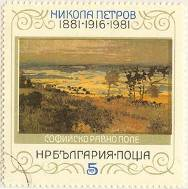 НИКОЛА ПЕТРОВ
1881-1916-1981
СОФИЙСКО РАВНО ПОЛЕ
НР БЪЛГАРИЯ·ПОЩА
5